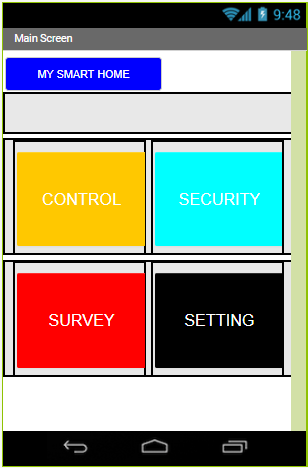 9:48
Main Screen
MY SMART HOME
CONTROL
SECURITY
SURVEY
SETTING